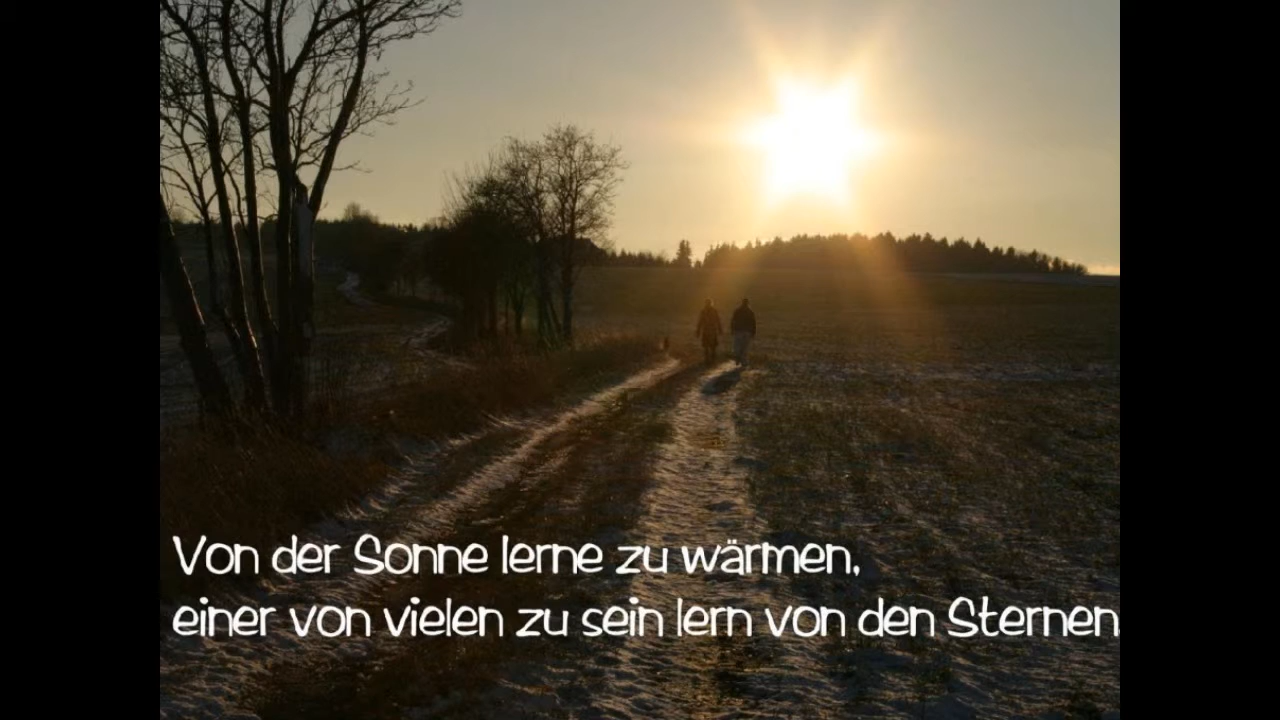 Von der Sonne lerne zu wärmen,
einer von vielen zu sein lern von den Sternen